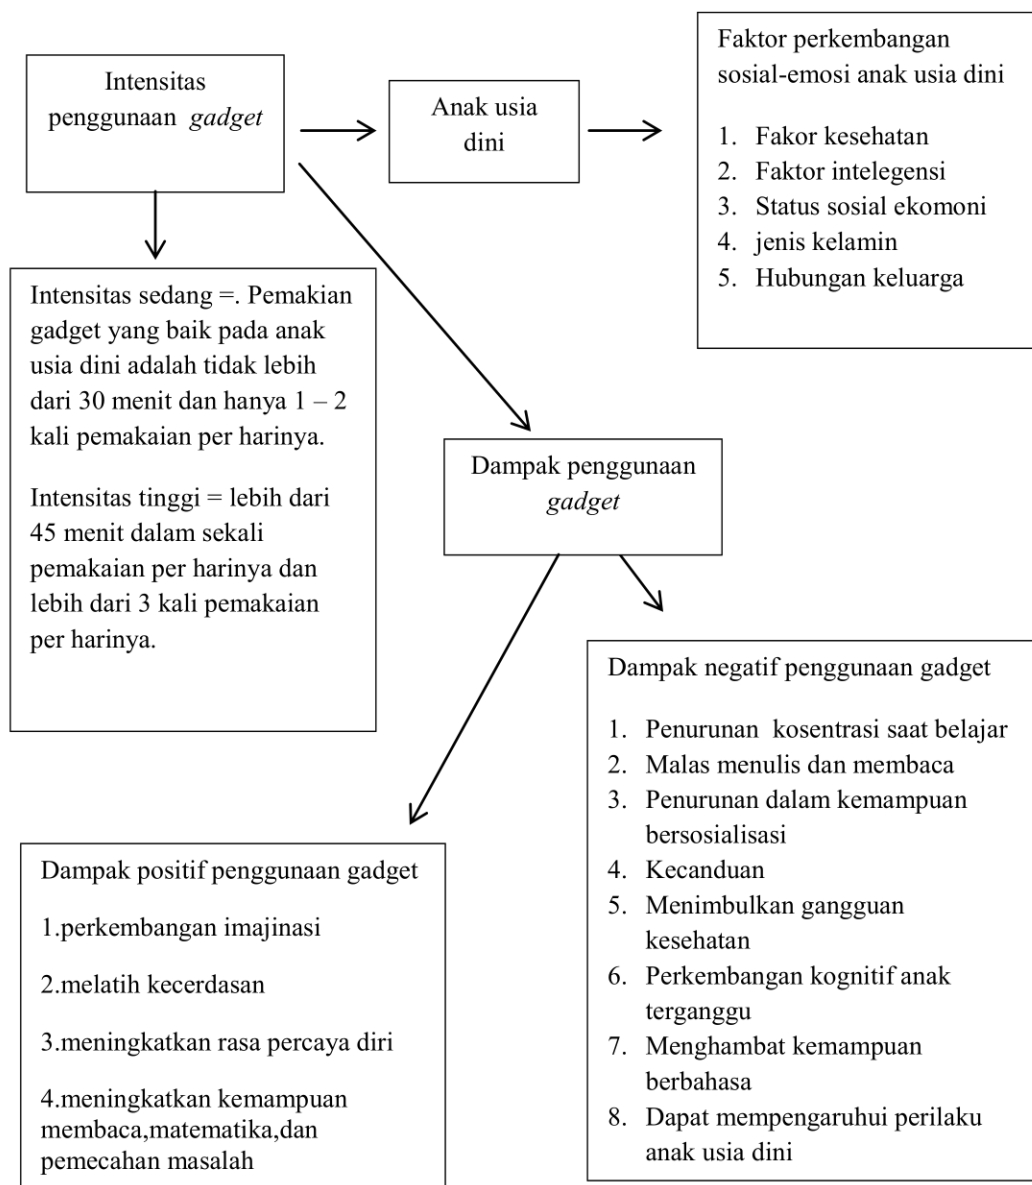 Intensitas
penggunaan gadget
Anak usia
dini
Faktor perkembangan
sosial-emosi anak usia dini
1. Fakor kesehatan
2. Faktor intelegensi
3. Status sosial ekomoni
4. jenis kelamin
5. Hubungan keluarga
Intensitas sedang =. Pemakian
gadget yang baik pada anak
usia dini adalah tidak lebih
dari 30 menit dan hanya 1 – 2
kali pemakaian per harinya.
Intensitas tinggi = lebih dari
45 menit dalam sekali
pemakaian per harinya dan
lebih dari 3 kali pemakaian
per harinya.
Dampak penggunaan
gadget
Dampak positif penggunaan gadget
1.perkembangan imajinasi
2.melatih kecerdasan
3.meningkatkan rasa percaya diri
4.meningkatkan kemampuan
membaca,matematika,dan
pemecahan masalah
Dampak negatif penggunaan gadget
1. Penurunan kosentrasi saat belajar
2. Malas menulis dan membaca
3. Penurunan dalam kemampuan
bersosialisasi
4. Kecanduan
5. Menimbulkan gangguan
kesehatan
6. Perkembangan kognitif anak
terganggu
7. Menghambat kemampuan
berbahasa
8. Dapat mempengaruhui perilaku
anak usia dini